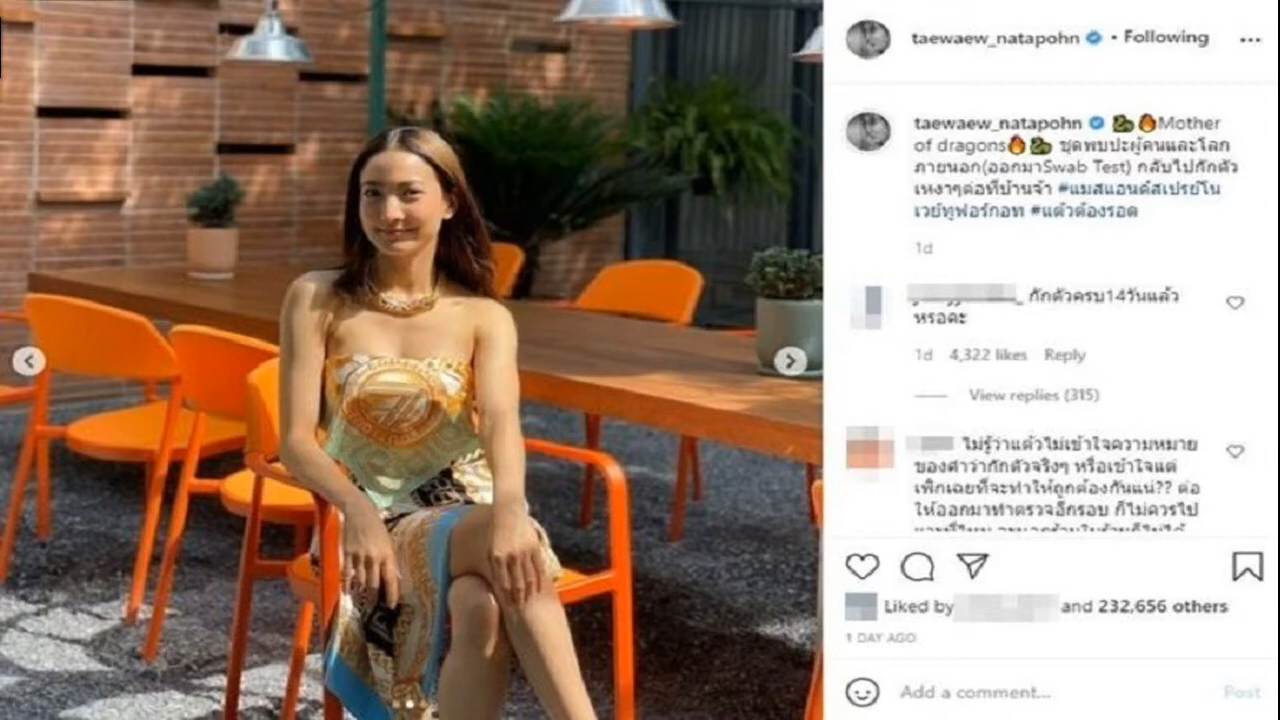 taewaew_natapohn • Following
taewaew_natapohn Mother
of dragons ชุดพบปะผู้คนและโลก
ภายนอก(ออกมาSwab Test) กลับไปกักตัว
เหงาๆต่อที่บ้านจ้า #แมสแอนด์สเปรย์โน
เวย์ทูฟอร์กอท #แต้วต้องรอด
1d
กักตัวครบ14วันแล้ว
หรอคะ
1d 4,322 likes Reply
View replies (315)
ไม่รู้ว่าแต้วไม่เข้าใจความหมาย
ของคำว่ากักตัวจริงๆ หรือเข้าใจแต่
เพิกเฉยที่จะทำให้ถูกต้องกันแน่?? ต่อ
ให้ออกมาทำตรวจอีกรอบ ก็ไม่ควรไป
Liked by and 232,656 others
1 DAY AGO
Add a comment...
Post